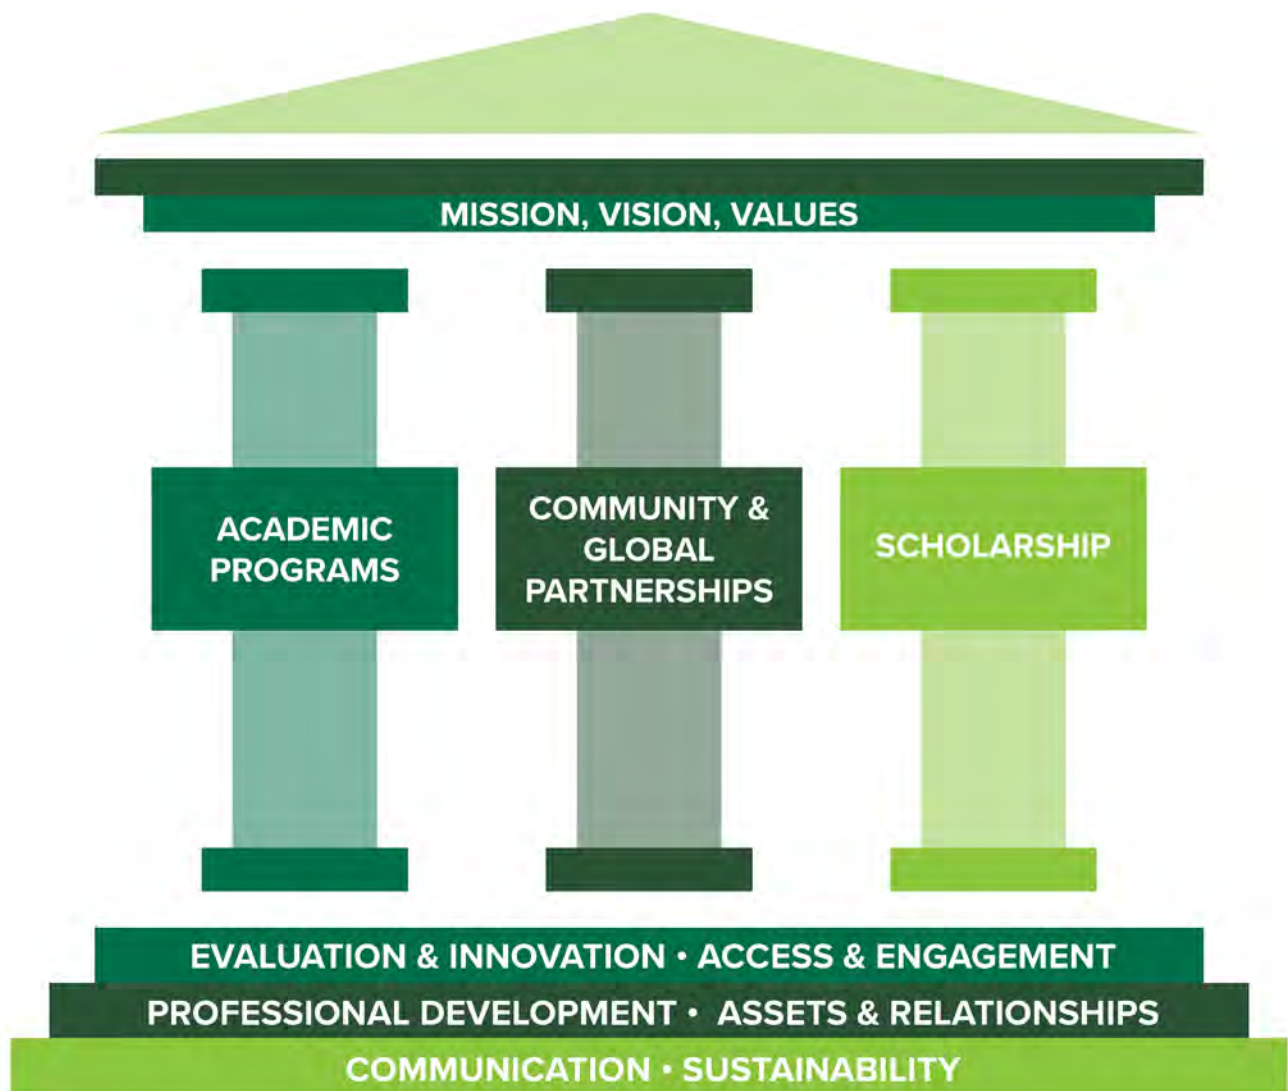 MISSION, VISION, VALUES
ACADEMIC
PROGRAMS
COMMUNITY &
GLOBAL
PARTNERSHIPS
SCHOLARSHIP
EVALUATION & INNOVATION • ACCESS & ENGAGEMENT
PROFESSIONAL DEVELOPMENT • ASSETS & RELATIONSHIPS
COMMUNICATION • SUSTAINABILITY